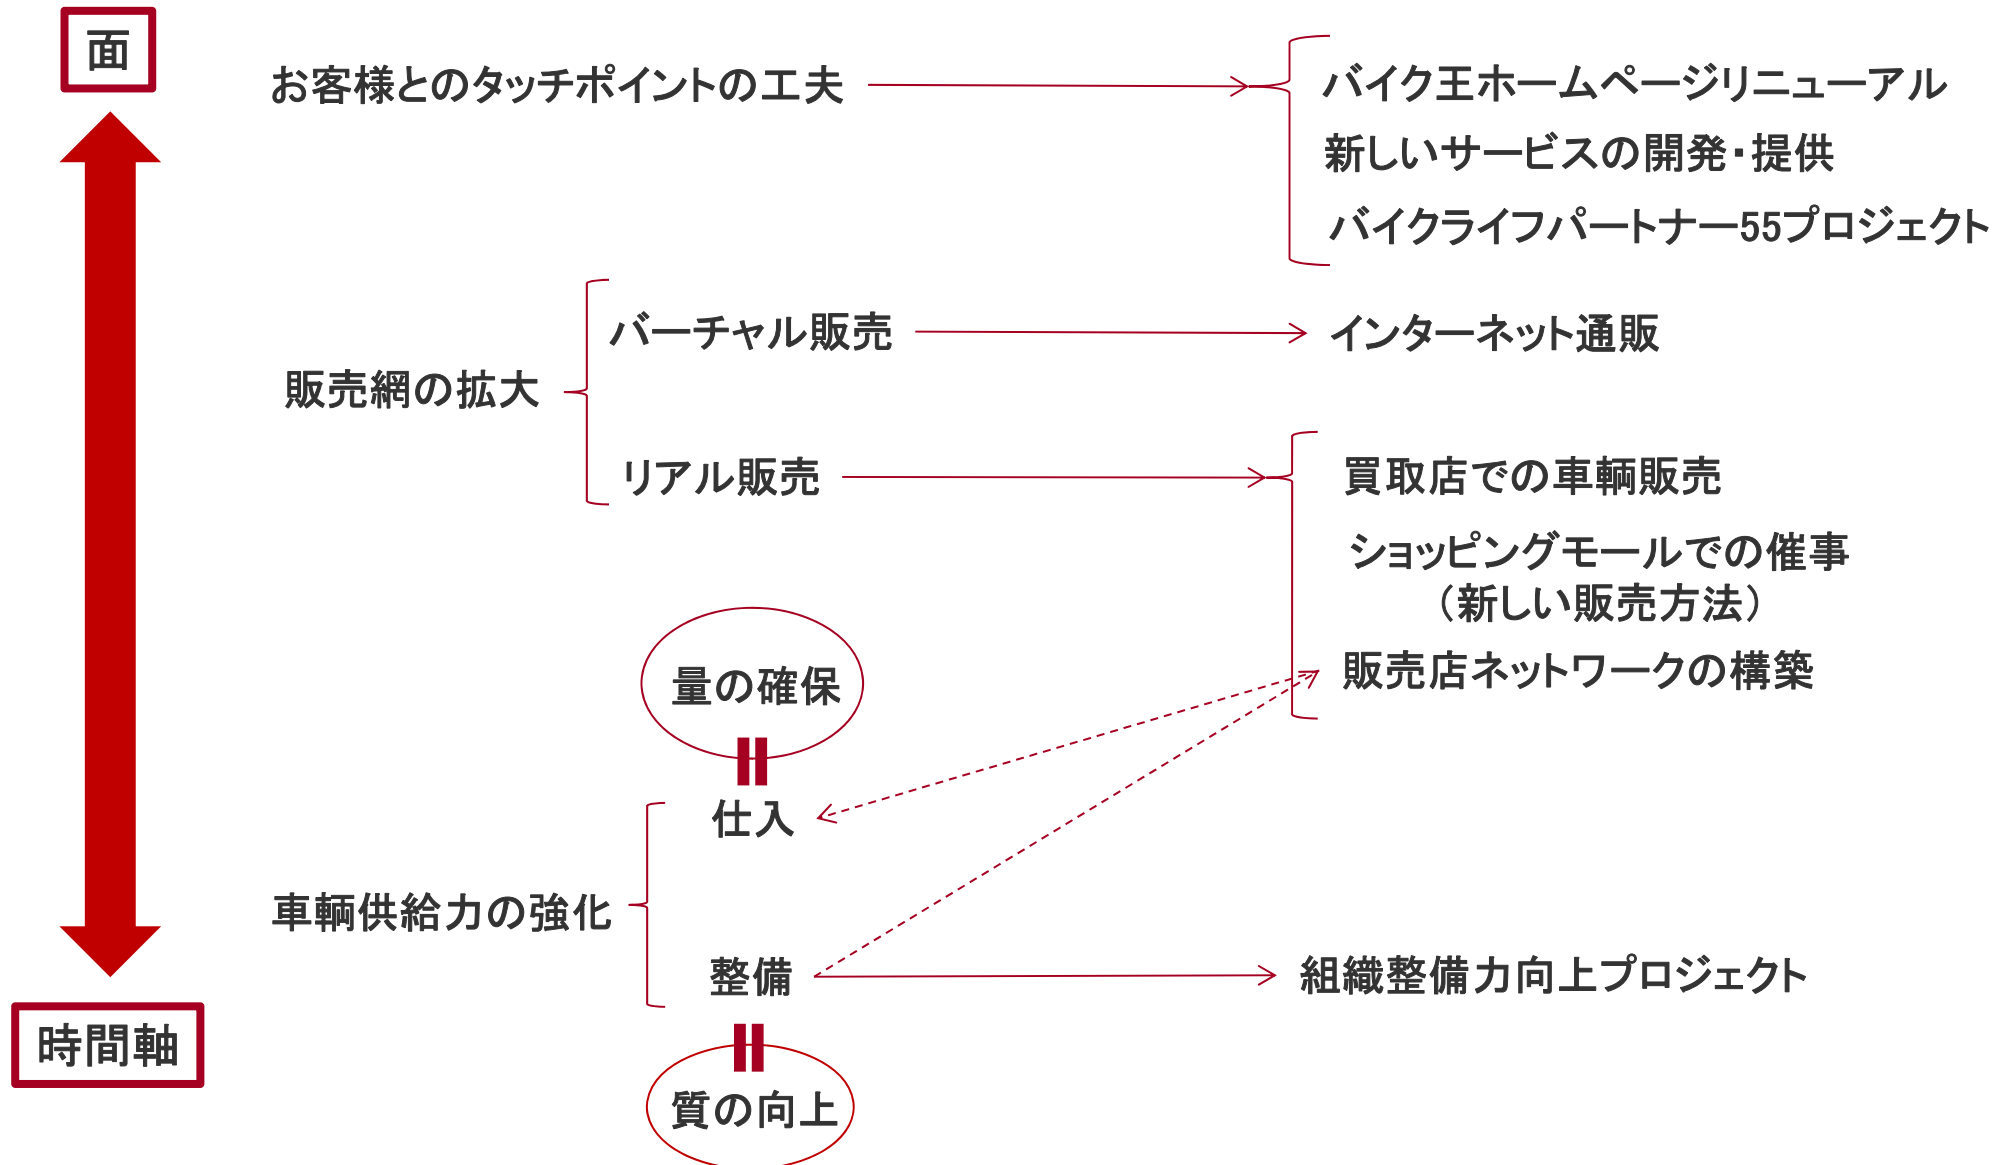 面
お客様とのタッチポイントの工夫
バイク王ホームページリニューアル
新しいサービスの開発・提供
バイクライフパートナー55プロジェクト
販売網の拡大
バーチャル販売
インターネット通販
リアル販売
買取店での車輌販売
ショッピングモールでの催事
（新しい販売方法）
販売店ネットワークの構築
量の確保
仕入
車輌供給力の強化
整備
組織整備力向上プロジェクト
質の向上
時間軸